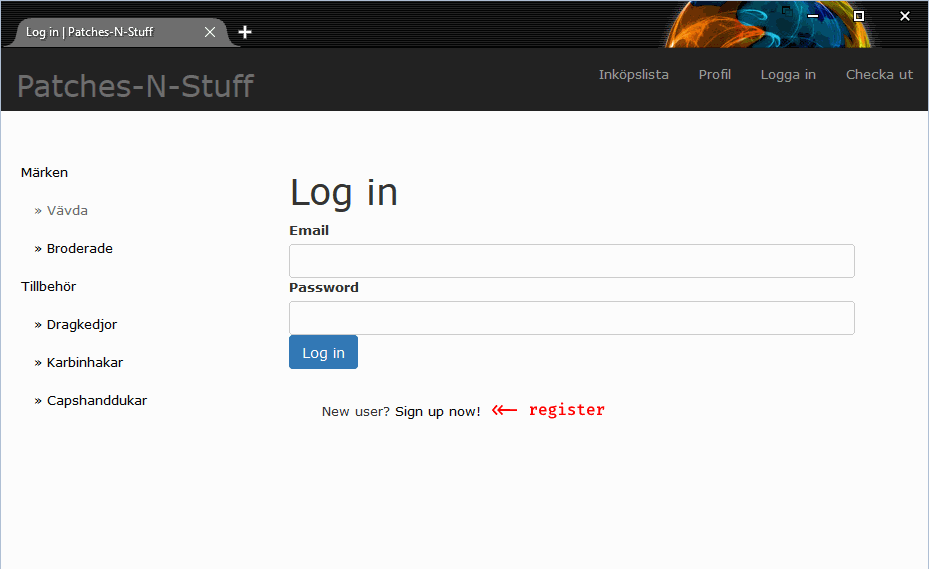 Log in | Patches-N-Stuff
Patches-N-Stuff
Inköpslista Profil Logga in Checka ut
Märken
» Vävda
» Broderade
Tillbehör
» Dragkedjor
» Karbinhakar
» Capshanddukar
Log in
Email
Password
Log in
New user? Sign up now! register